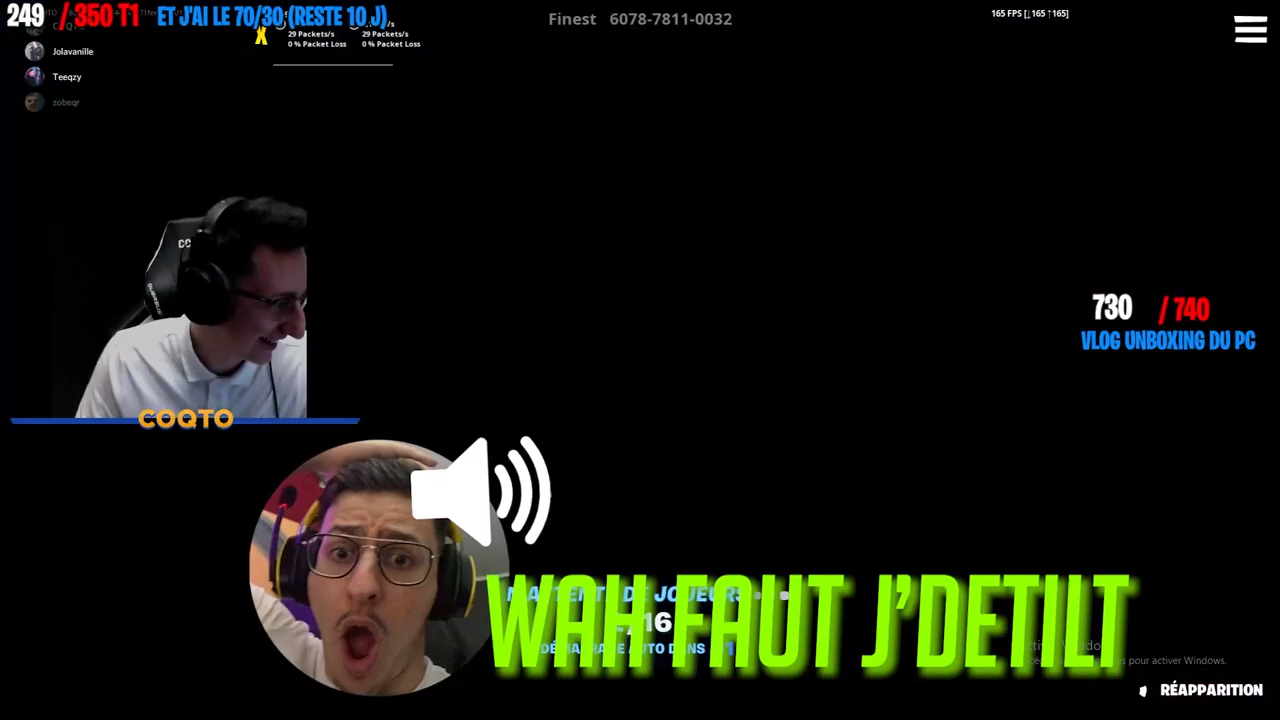 249 / 350 T1 ET J'AI LE 70/30 (RESTE 10 J)
Finest 6078-7811-0032
165 FPS [↓165 ↑165]
29 Packets/s 29 Packets/s
0 % Packet Loss 0 % Packet Loss
Jolavanille
Teeqzy
zobeqr
730 / 740
VLOG UNBOXING DU PC
COQTO
WAH FAUT J'DETILT
pour activer Windows.
RÉAPPARITION